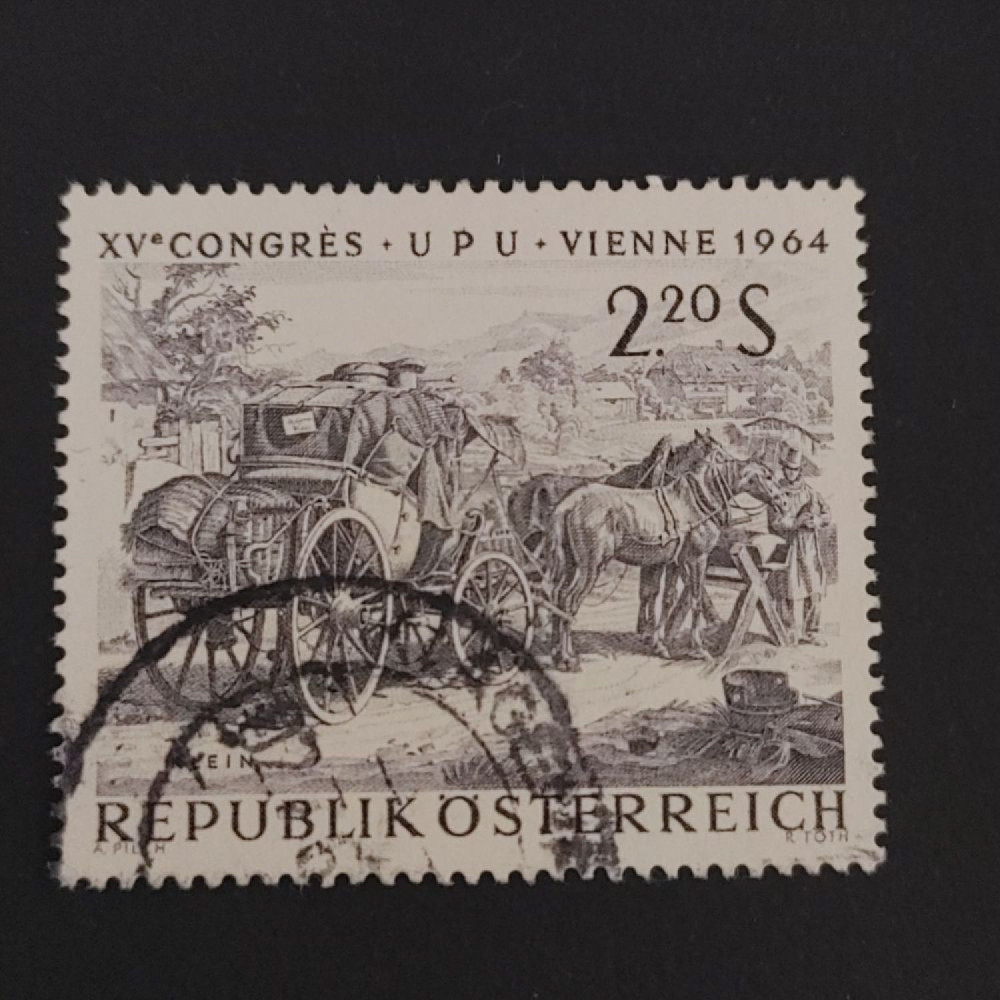 XVe CONGRÈS + U P U + VIENNE 1964
2.20 S
REPUBLIK ÖSTERREICH
R. TOTH